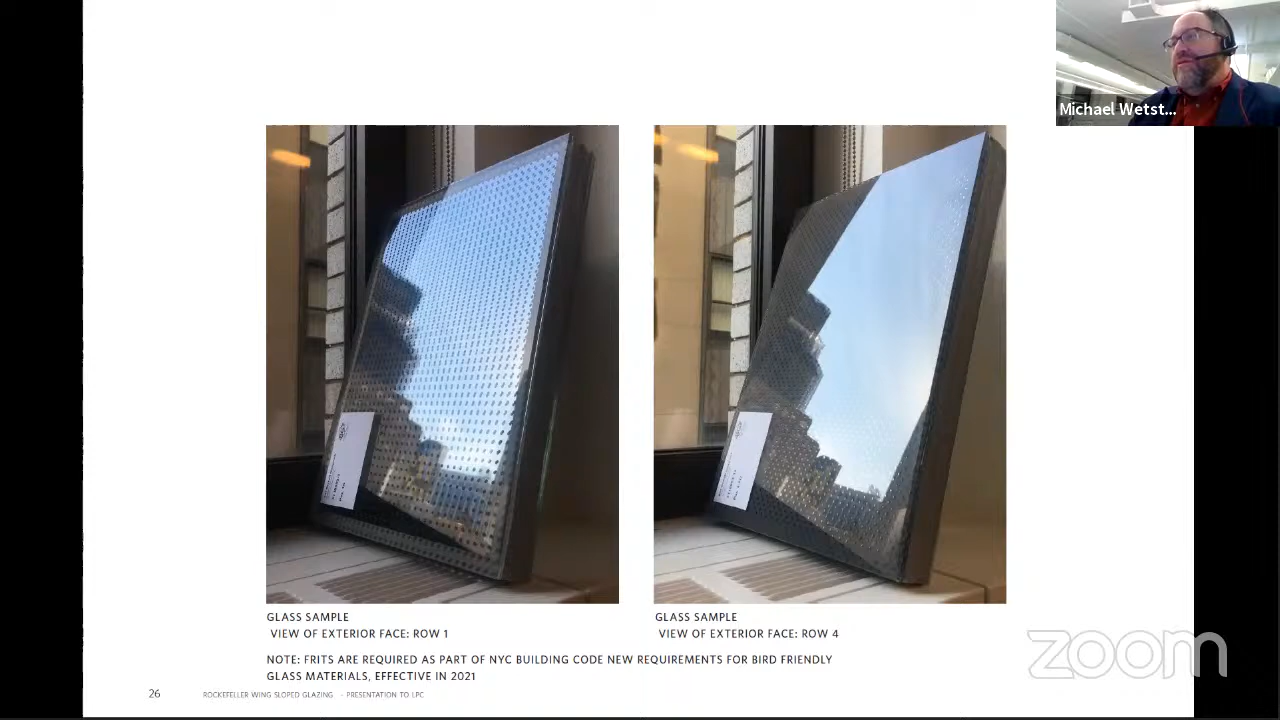 Michael Wetst...
GLASS SAMPLE
VIEW OF EXTERIOR FACE: ROW 1
GLASS SAMPLE
VIEW OF EXTERIOR FACE: ROW 4
NOTE: FRITS ARE REQUIRED AS PART OF NYC BUILDING CODE NEW REQUIREMENTS FOR BIRD FRIENDLY
GLASS MATERIALS, EFFECTIVE IN 2021
26 ROCKEFELLER WING SLOPED GLAZING - PRESENTATION TO LPC
zoom